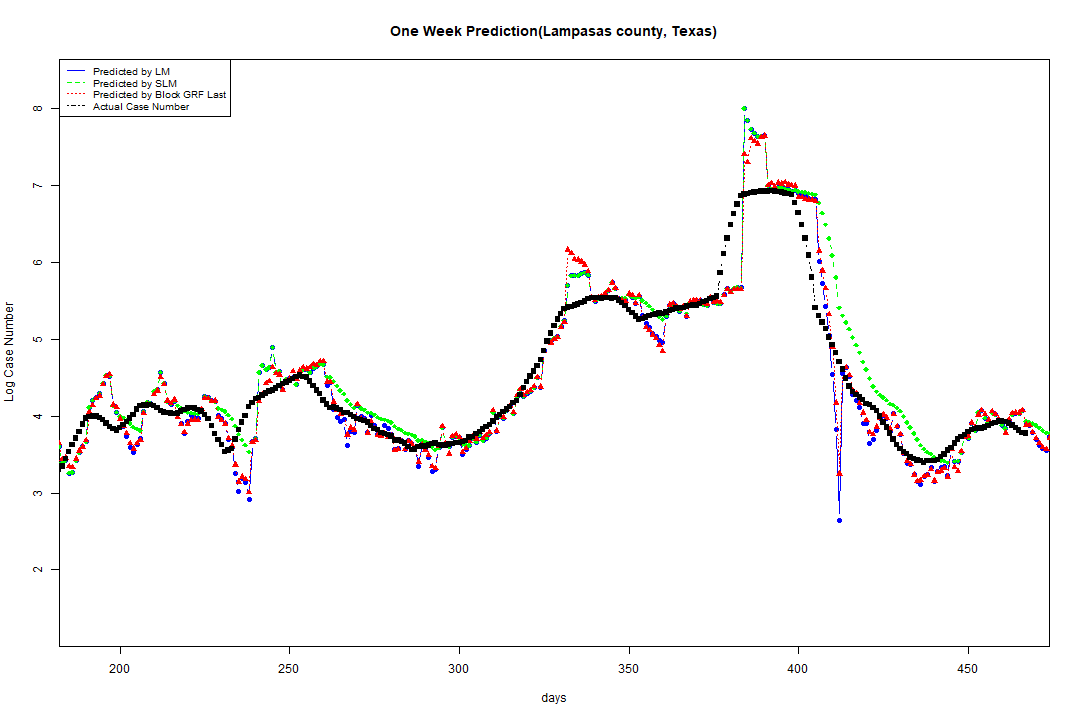 One Week Prediction(Lampasas county, Texas)
Predicted by LM
Predicted by SLM
Predicted by Block GRF Last
Actual Case Number
Log Case Number
8
7
6
5
4
3
2
200 250 300 350 400 450
days